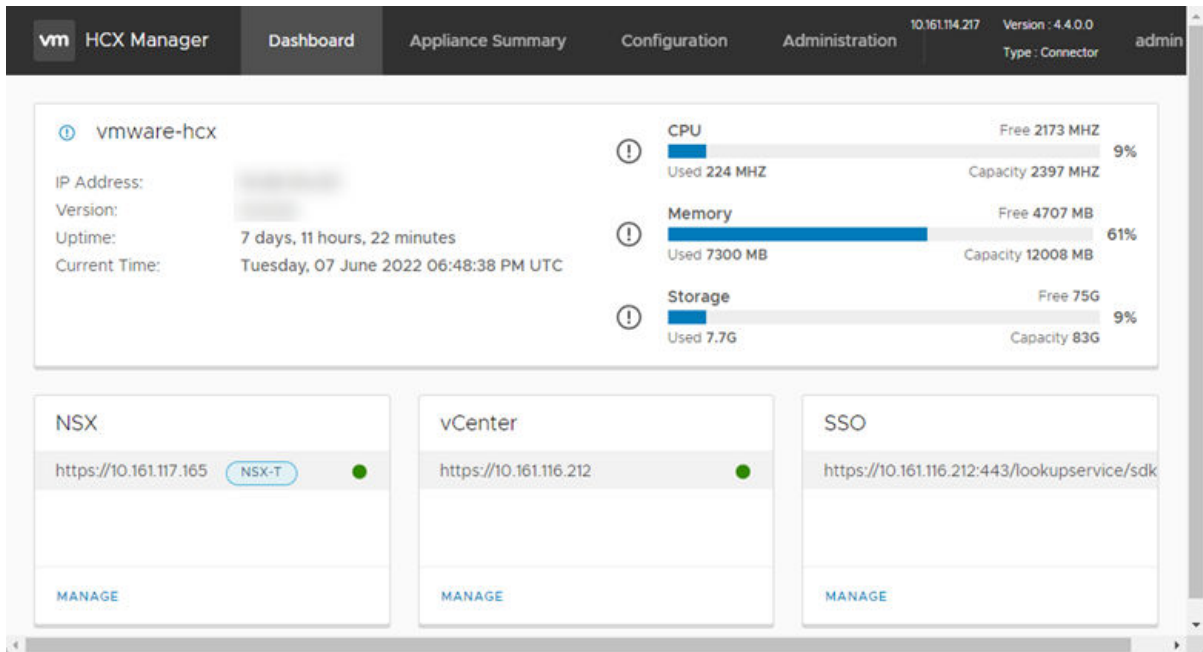 vm HCX Manager Dashboard Appliance Summary Configuration Administration 10.161.114.217 Version : 4.4.0.0 admin
Type : Connector
vmware-hcx
IP Address:
Version:
Uptime: 7 days, 11 hours, 22 minutes
Current Time: Tuesday, 07 June 2022 06:48:38 PM UTC
CPU Free 2173 MHZ
9%
Used 224 MHZ Capacity 2397 MHZ
Memory Free 4707 MB
61%
Used 7300 MB Capacity 12008 MB
Storage Free 75G
9%
Used 7.7G Capacity 83G
NSX
https://10.161.117.165 NSX-T
MANAGE
vCenter
https://10.161.116.212
MANAGE
SSO
https://10.161.116.212:443/lookupservice/sdk
MANAGE